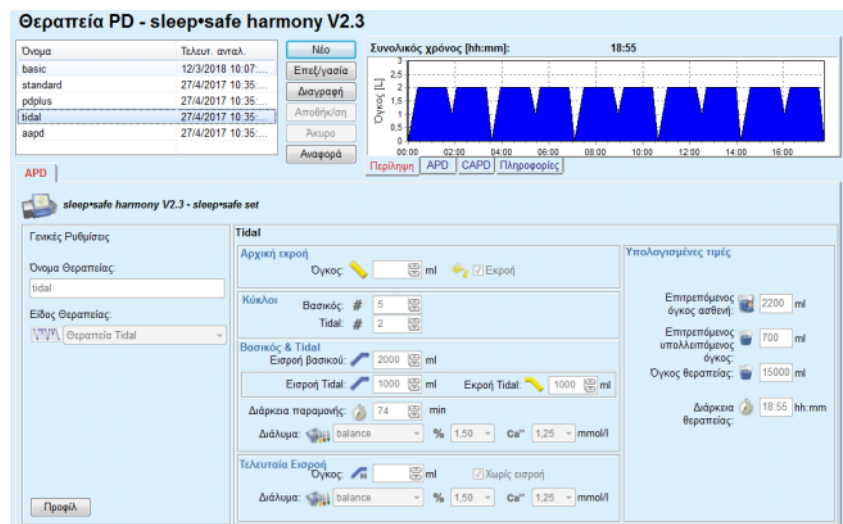 Θεραπεία PD - sleep•safe harmony V2.3
Όνομα Τελευτ. ανταλ.
basic 12/3/2018 10:07:...
standard 27/4/2017 10:35:...
pdplus 27/4/2017 10:35:...
tidal 27/4/2017 10:35:...
aapd 27/4/2017 10:35:...
Νέο
Επεξ/γασία
Διαγραφή
Αποθήκ/ση
Άκυρο
Αναφορά
Συνολικός χρόνος [hh:mm]: 18:55
Όγκος [L]
3
2,5
2
1,5
1
0,5
0
00:00 02:00 04:00 06:00 08:00 10:00 12:00 14:00 16:00
Περίληψη APD CAPD Πληροφορίες
APD
sleep•safe harmony V2.3 - sleep•safe set
Γενικές Ρυθμίσεις
Όνομα Θεραπείας:
tidal
Είδος Θεραπείας:
Θεραπεία Tidal
Προφίλ
Tidal
Αρχική εκροή
Όγκος: ml Εκροή
Κύκλοι
Βασικός: # 5
Tidal: # 2
Βασικός & Tidal
Εισροή βασικού: 2000 ml
Εισροή Tidal: 1000 ml Εκροή Tidal: 1000 ml
Διάρκεια παραμονής: 74 min
Διάλυμα: balance % 1,50 Ca⁺⁺ 1,25 mmol/l
Τελευταία Εισροή
Όγκος: ml Χωρίς εισροή
Διάλυμα: balance % 1,50 Ca⁺⁺ 1,25 mmol/l
Υπολογισμένες τιμές
Επιτρεπόμενος
όγκος ασθενή: 2200 ml
Επιτρεπόμενος
υπολλειπόμενος 700 ml
όγκος:
Όγκος θεραπείας: 15000 ml
Διάρκεια 18:55 hh:mm
θεραπείας: